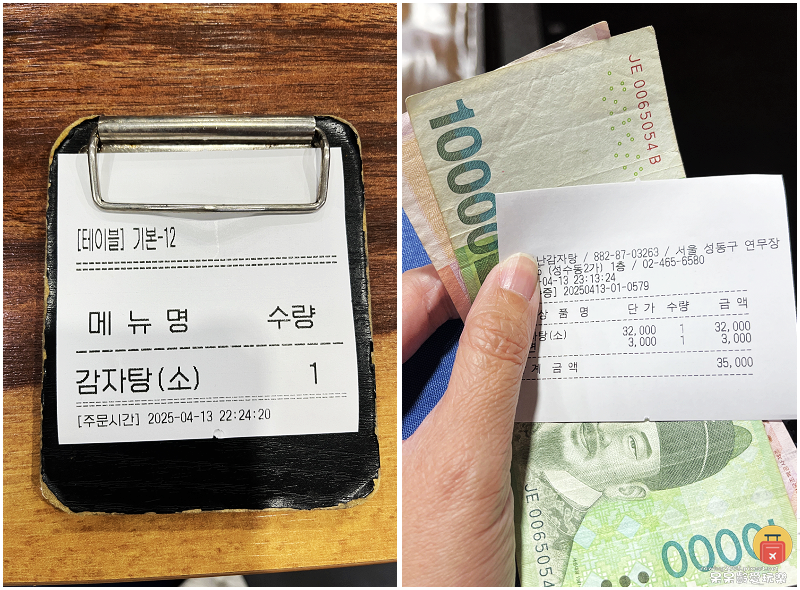 [테이블] 기본-12
메 뉴 명 수량
감자탕(소) 1
[주문시간] 2025-04-13 22:24:20
JE 0065054 B
10000
난감자탕 / 882-87-03263 / 서울 성동구 연무장
(성수동2가) 1층 / 02-465-6580
-04-13 23:13:24
증] 20250413-01-0579
상 품 명 단 가 수량 금 액
탕(소) 32,000 1 32,000
3,000 1 3,000
계 금 액 35,000
JE 0065054
0000